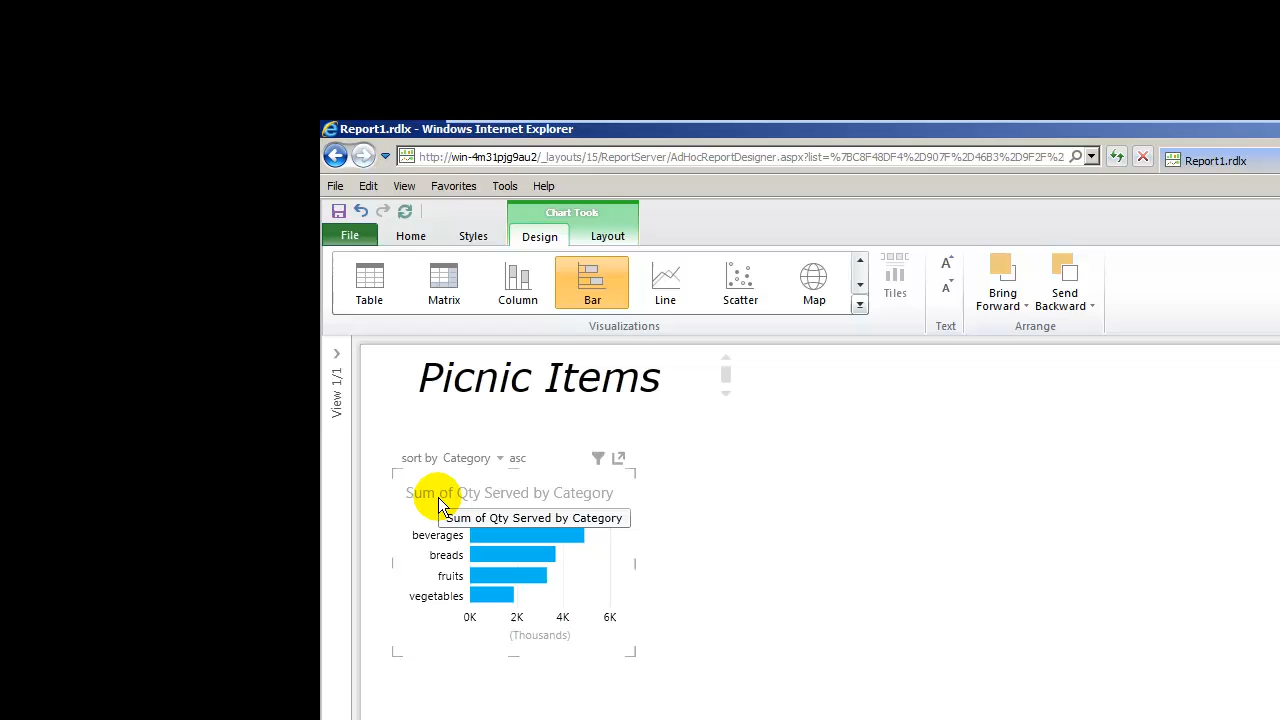 Report1.rdlx - Windows Internet Explorer
http://win-4m31pjg9au2/_layouts/15/ReportServer/AdHocReportDesigner.aspx?list=%7BC8F48DF4%2D907F%2D46B3%2D9F2F%2
Report1.rdlx
File Edit View Favorites Tools Help
Chart Tools
File Home Styles Design Layout
Table Matrix Column Bar Line Scatter Map
Tiles
A
A
Bring Forward
Send Backward
Visualizations Text Arrange
View 1/1
Picnic Items
sort by Category asc
Sum of Qty Served by Category
Sum of Qty Served by Category
beverages
breads
fruits
vegetables
0K 2K 4K 6K
(Thousands)